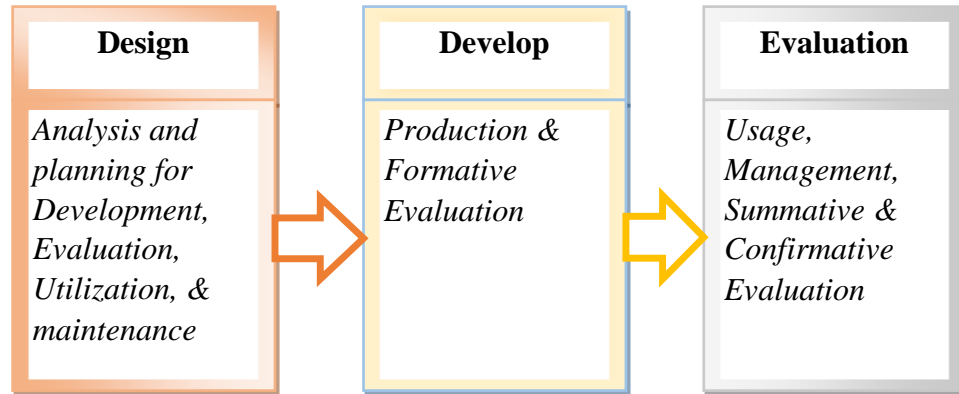 Design
Analysis and
planning for
Development,
Evaluation,
Utilization, &
maintenance
Develop
Production &
Formative
Evaluation
Evaluation
Usage,
Management,
Summative &
Confirmative
Evaluation